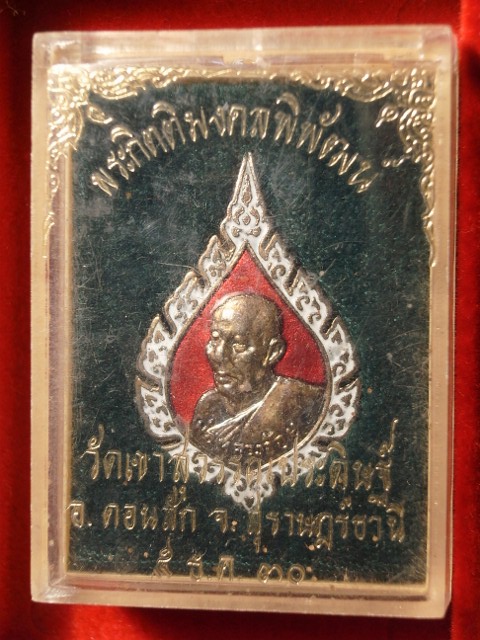 พระกิตติมงคลพิพัฒน์
วัดเขาสุวรรณประดิษฐ์
อ. ดอนสัก จ. สุราษฎร์ธานี
๕ ธ.ค. ๓๐